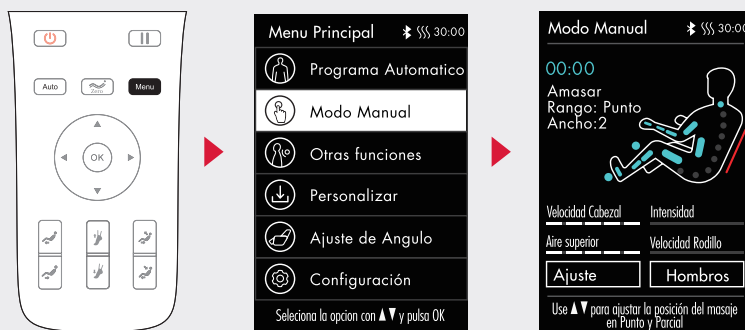 Auto
Zero
Menu
OK
Menu Principal 30:00
Programa Automatico
Modo Manual
Otras funciones
Personalizar
Ajuste de Angulo
Configuración
Seleciona la opcion con ▲▼ y pulsa OK
Modo Manual 30:00
00:00
Amasar
Rango: Punto
Ancho:2
Velocidad Cabezal Intensidad
Aire superior Velocidad Rodillo
Ajuste Hombros
Use ▲▼ para ajustar la posición del masaje
en Punto y Parcial